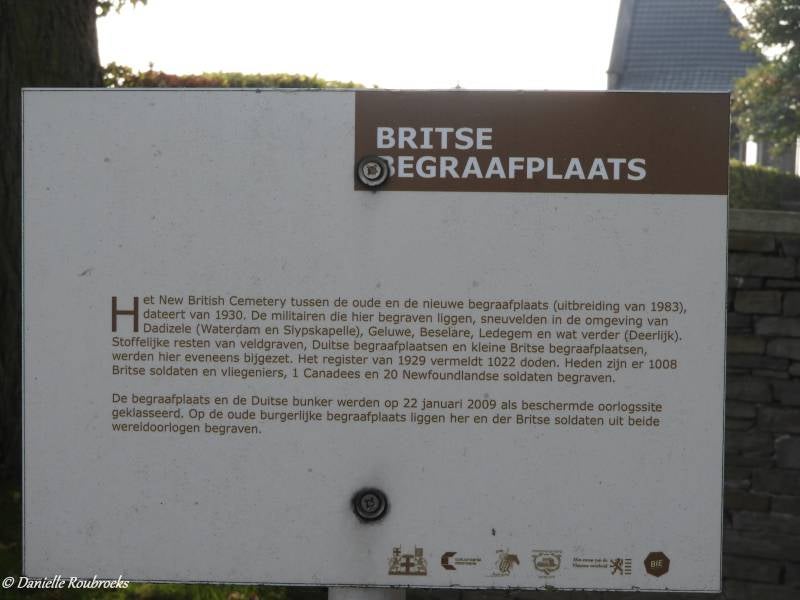 BRITSE
BEGRAAFPLAATS
Het New British Cemetery tussen de oude en de nieuwe begraafplaats (uitbreiding van 1983),
dateert van 1930. De militairen die hier begraven liggen, sneuvelden in de omgeving van
Dadizele (Waterdam en Slypskapelle), Geluwe, Beselare, Ledegem en wat verder (Deerlijk).
Stoffelijke resten van veldgraven, Duitse begraafplaatsen en kleine Britse begraafplaatsen,
werden hier eveneens bijgezet. Het register van 1929 vermeldt 1022 doden. Heden zijn er 1008
Britse soldaten en vliegeniers, 1 Canadees en 20 Newfoundlandse soldaten begraven.
De begraafplaats en de Duitse bunker werden op 22 januari 2009 als beschermde oorlogssite
geklasseerd. Op de oude burgerlijke begraafplaats liggen her en der Britse soldaten uit beide
wereldoorlogen begraven.
BIE
© Danielle Roubroeks